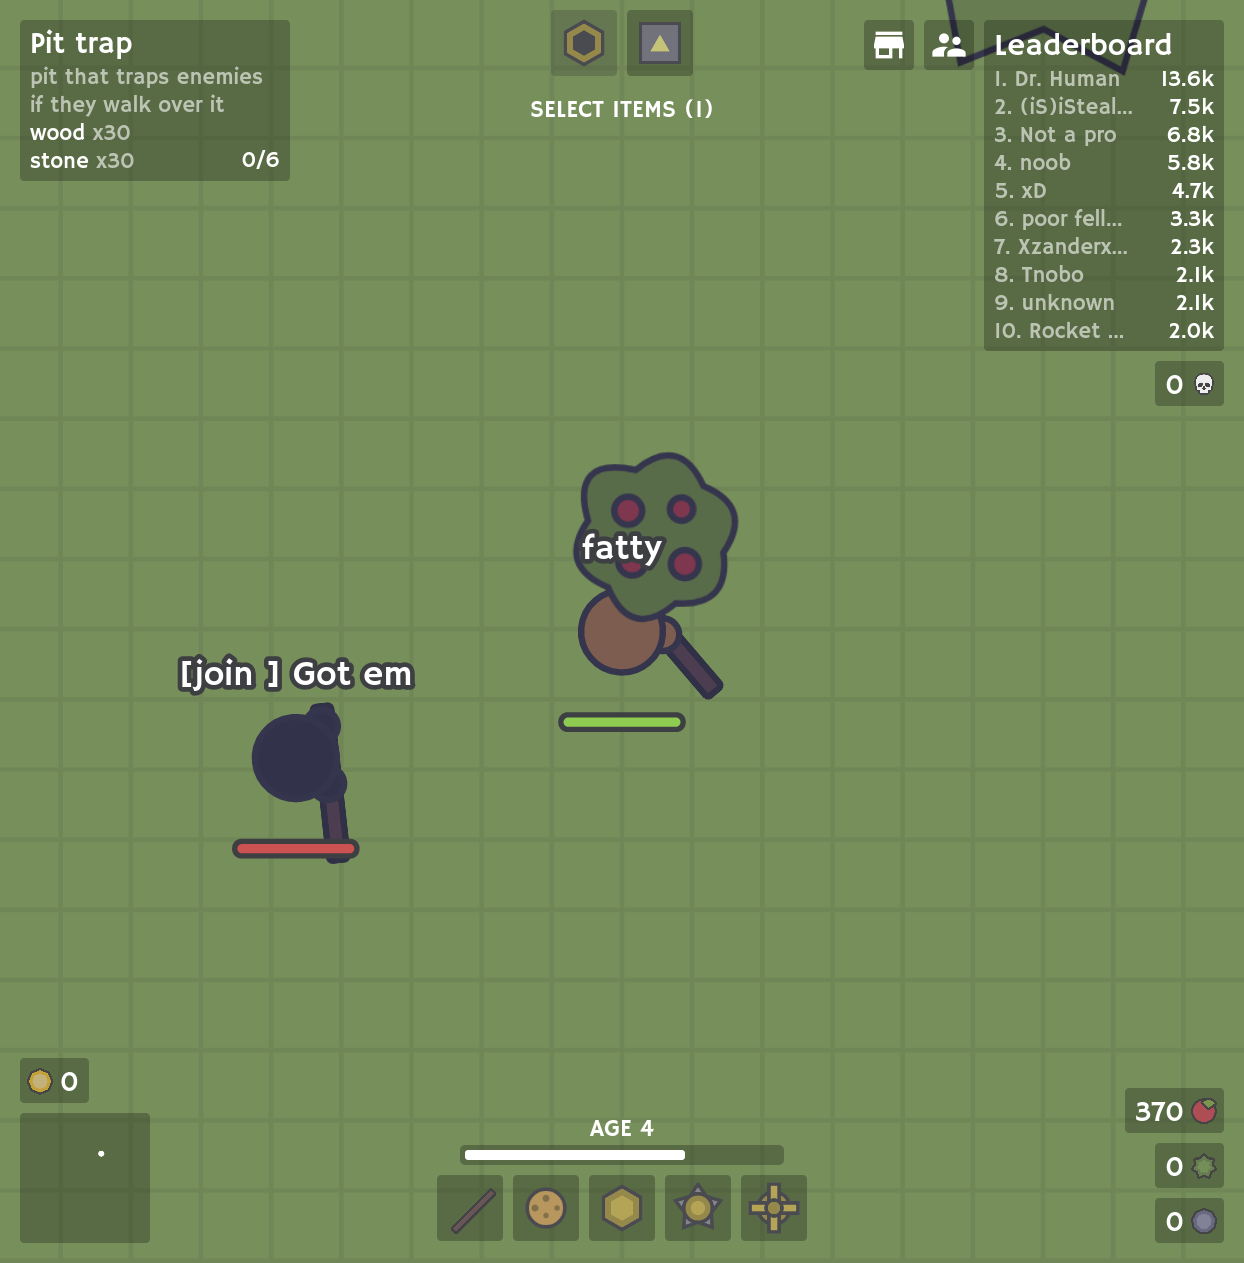 Pit trap
pit that traps enemies
if they walk over it
wood x30
stone x30 0/6
SELECT ITEMS (1)
Leaderboard
1. Dr. Human 13.6k
2. (iS)iSteal... 7.5k
3. Not a pro 6.8k
4. noob 5.8k
5. xD 4.7k
6. poor fell... 3.3k
7. Xzanderx... 2.3k
8. Tnobo 2.1k
9. unknown 2.1k
10. Rocket ... 2.0k
0
fatty
[join ] Got em
0
AGE 4
370
0
0